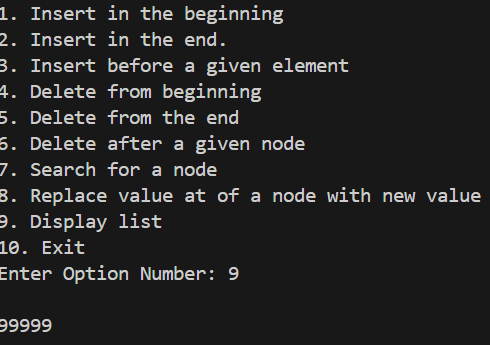 1. Insert in the beginning
2. Insert in the end.
3. Insert before a given element
4. Delete from beginning
5. Delete from the end
6. Delete after a given node
7. Search for a node
8. Replace value at of a node with new value
9. Display list
10. Exit
Enter Option Number: 9
99999